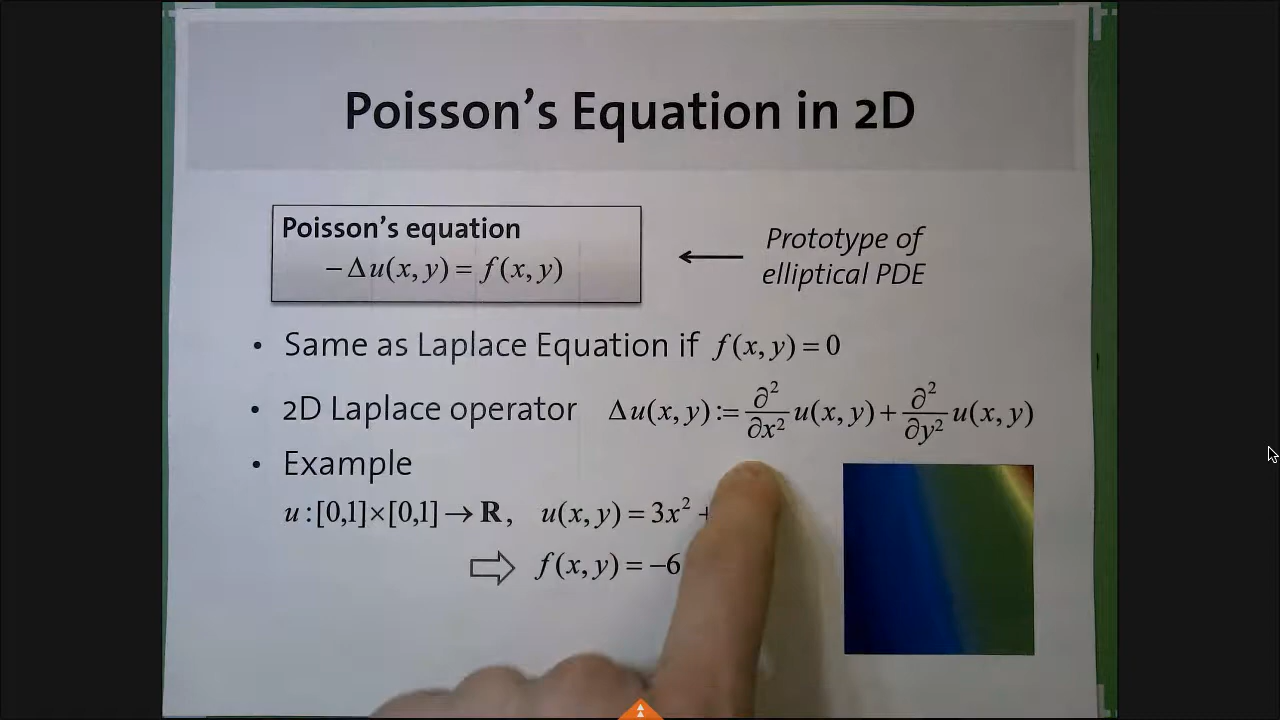 Poisson's Equation in 2D
Poisson's equation
−Δu(x, y) = f(x, y)
Prototype of
elliptical PDE
• Same as Laplace Equation if f(x, y) = 0
• 2D Laplace operator Δu(x, y) := ∂²/∂x² u(x, y) + ∂²/∂y² u(x, y)
• Example
u : [0,1]×[0,1] → R, u(x, y) = 3x² +
⇨ f(x, y) = −6